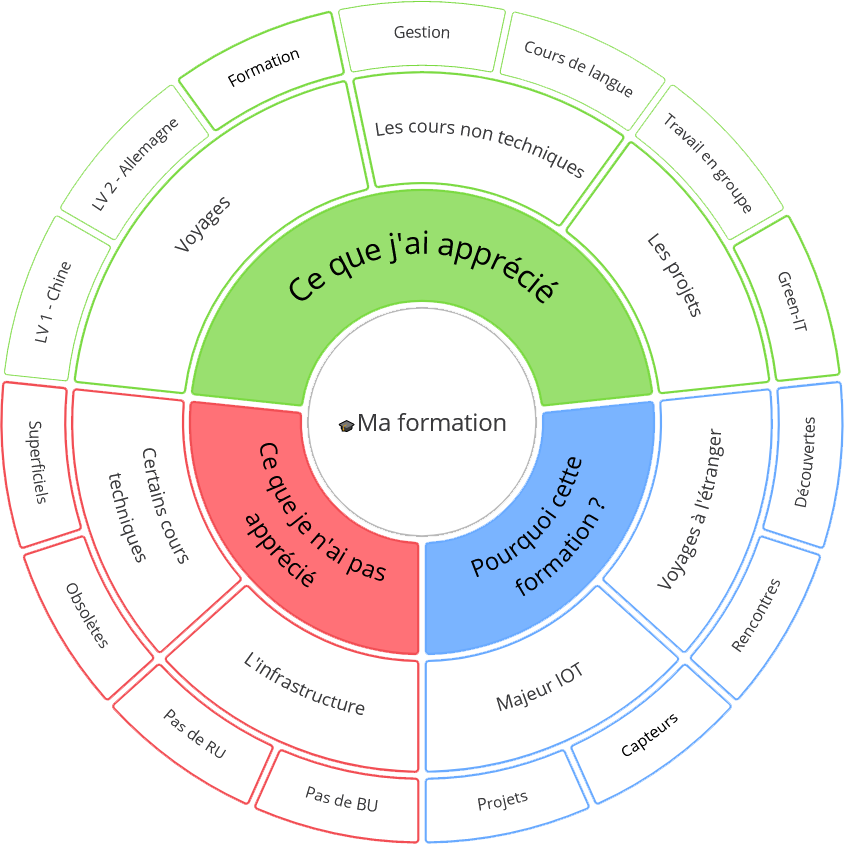 Ma formation
Ce que j'ai apprécié
Voyages
LV 1 - Chine
LV 2 - Allemagne
Formation
Les cours non techniques
Gestion
Cours de langue
Les projets
Travail en groupe
Green-IT
Pourquoi cette
formation ?
Voyages à l'étranger
Découvertes
Rencontres
Majeur IOT
Capteurs
Projets
Ce que je n'ai pas
apprécié
L'infrastructure
Pas de BU
Pas de RU
Certains cours
techniques
Obsolètes
Superficiels